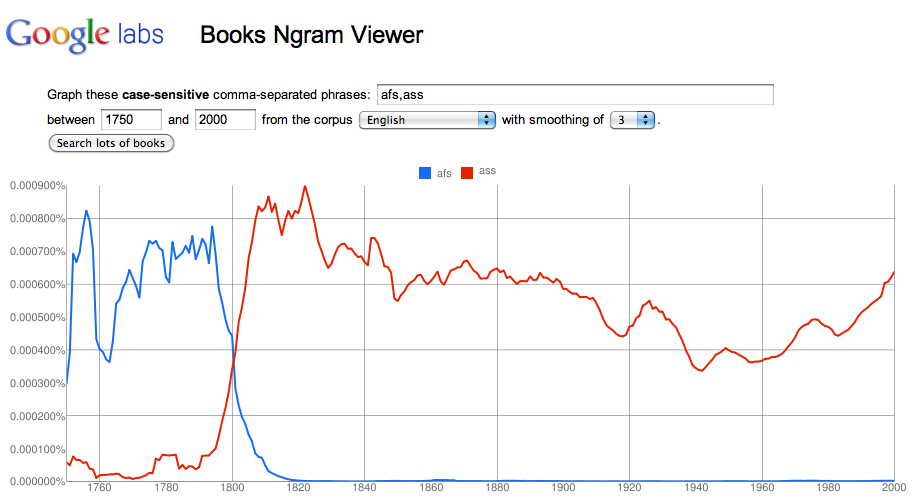 Google labs Books Ngram Viewer
Graph these case-sensitive comma-separated phrases: afs,ass
between 1750 and 2000 from the corpus English with smoothing of 3 .
Search lots of books
afs ass
0.000900%
0.000800%
0.000700%
0.000600%
0.000500%
0.000400%
0.000300%
0.000200%
0.000100%
0.000000%
1760 1780 1800 1820 1840 1860 1880 1900 1920 1940 1960 1980 2000